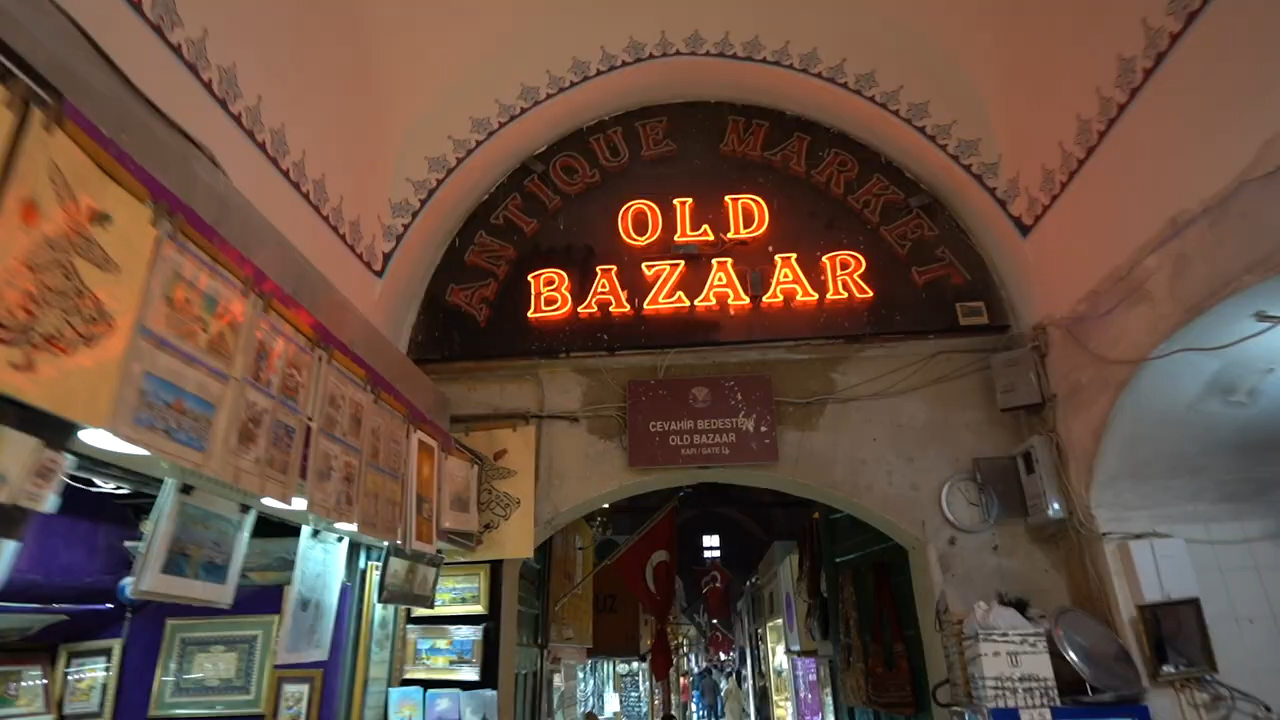 ANTIQUE MARKET
OLD
BAZAAR
CEVAHİR BEDESTEN
OLD BAZAAR
KAPI / GATE